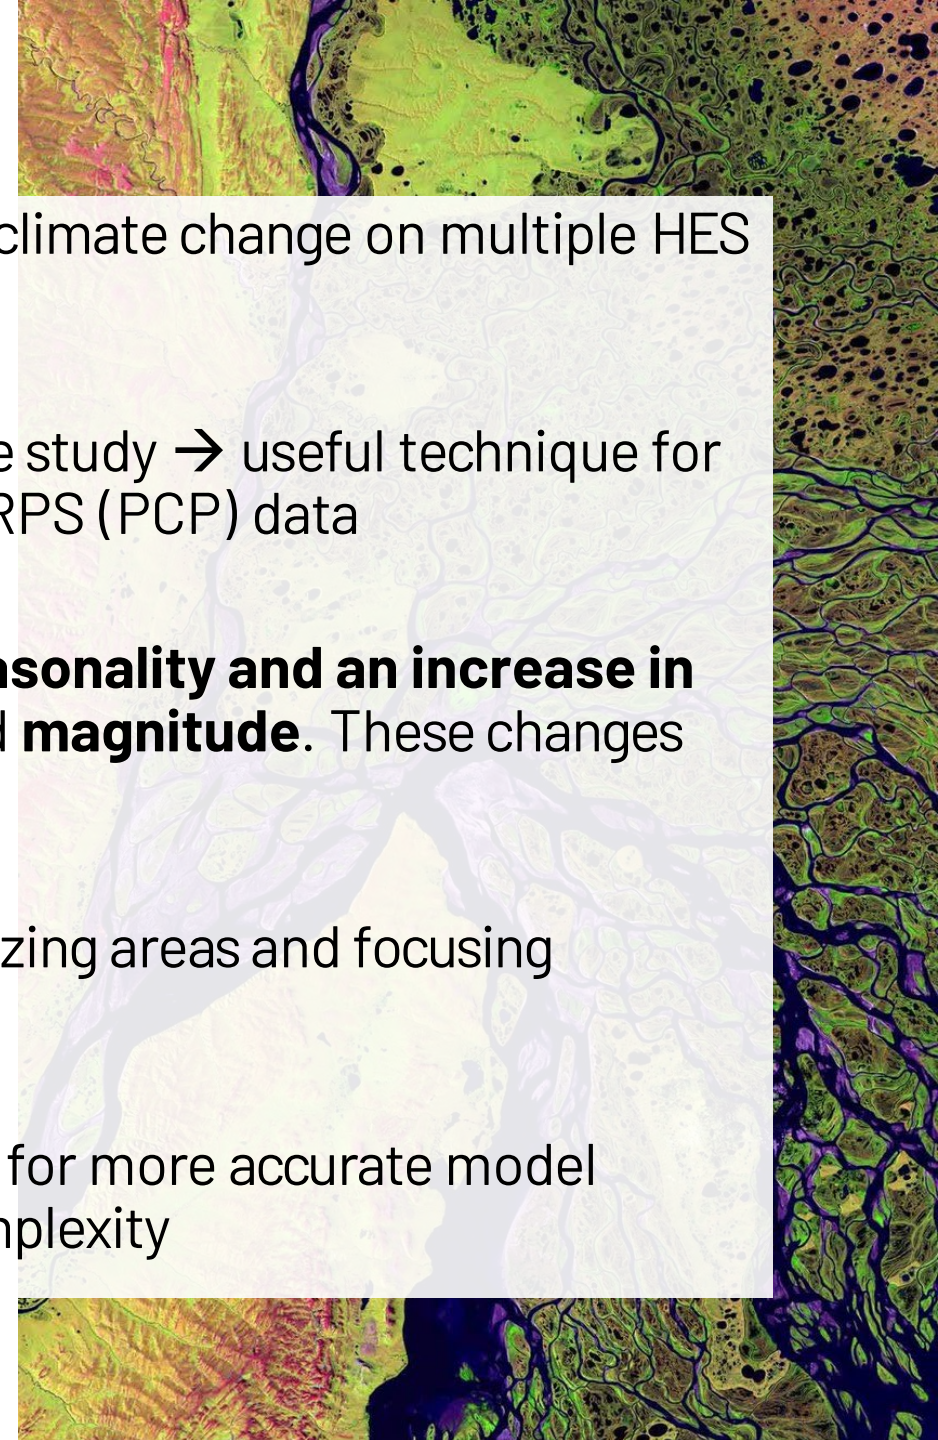 climate change on multiple HES
e study → useful technique for
RPS (PCP) data
asonality and an increase in
d magnitude. These changes
zing areas and focusing
for more accurate model
mplexity